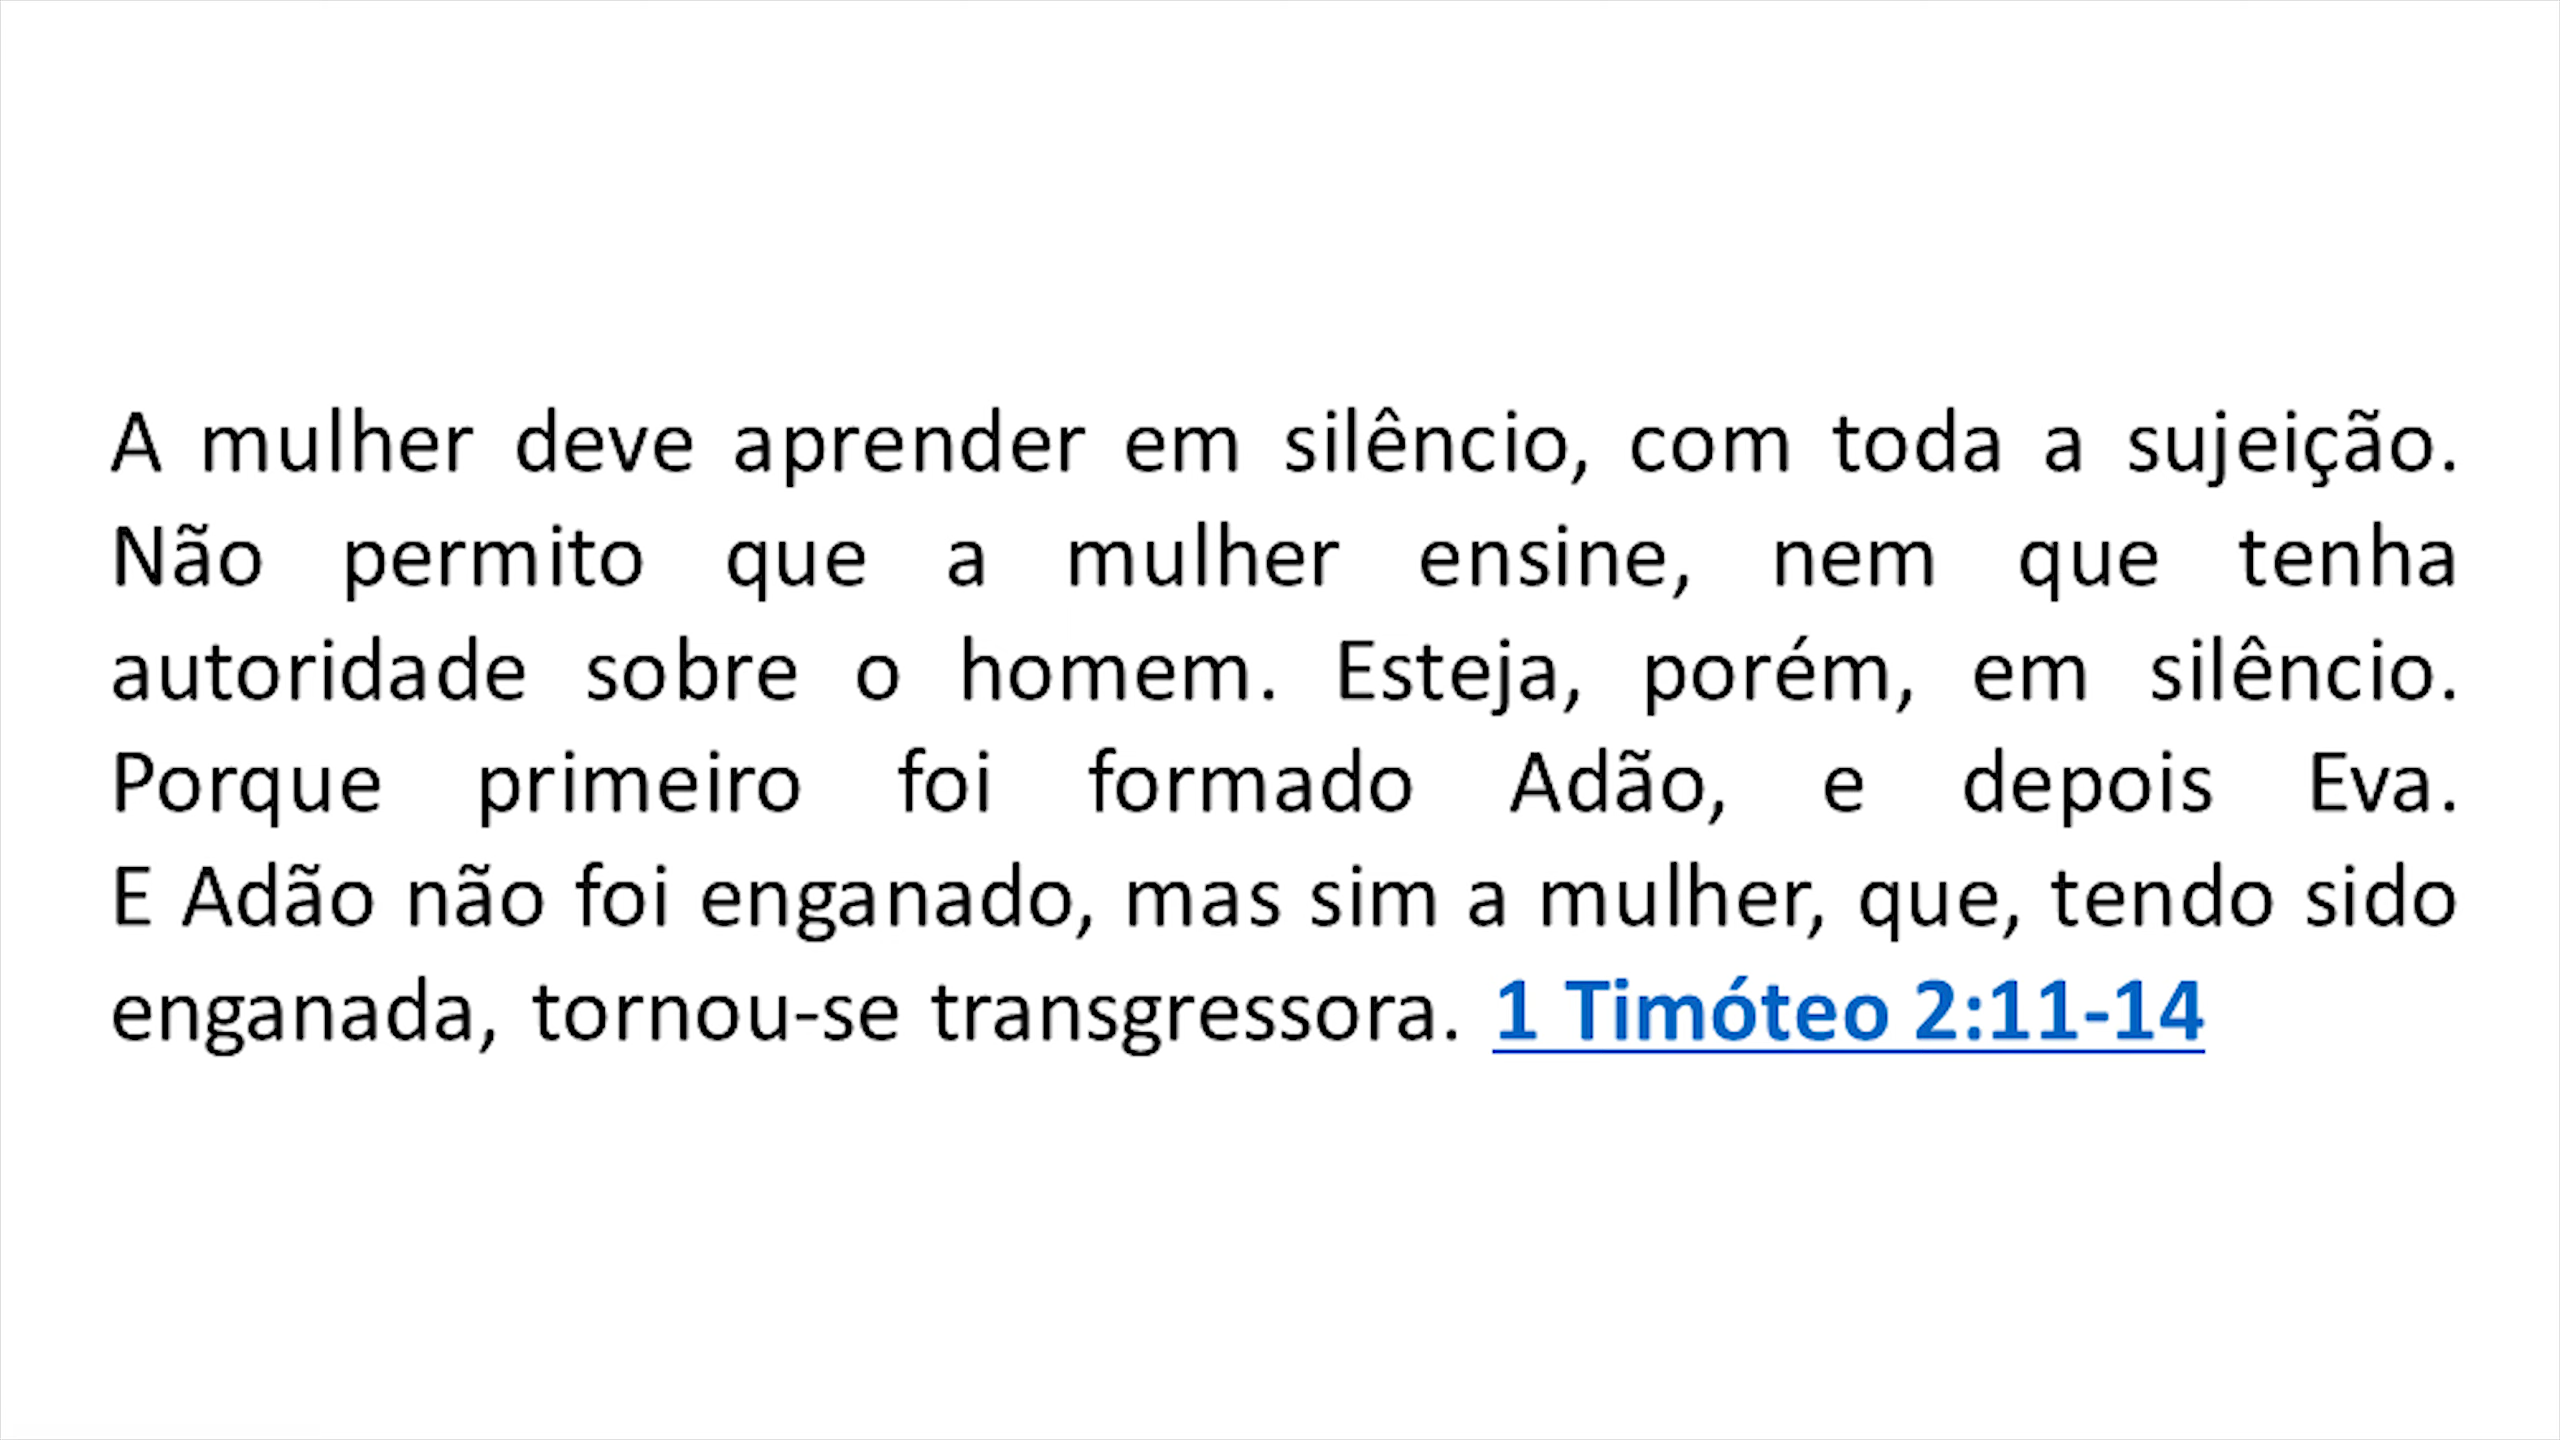 A mulher deve aprender em silêncio, com toda a sujeição.
Não permito que a mulher ensine, nem que tenha
autoridade sobre o homem. Esteja, porém, em silêncio.
Porque primeiro foi formado Adão, e depois Eva.
E Adão não foi enganado, mas sim a mulher, que, tendo sido
enganada, tornou-se transgressora. 1 Timóteo 2:11-14